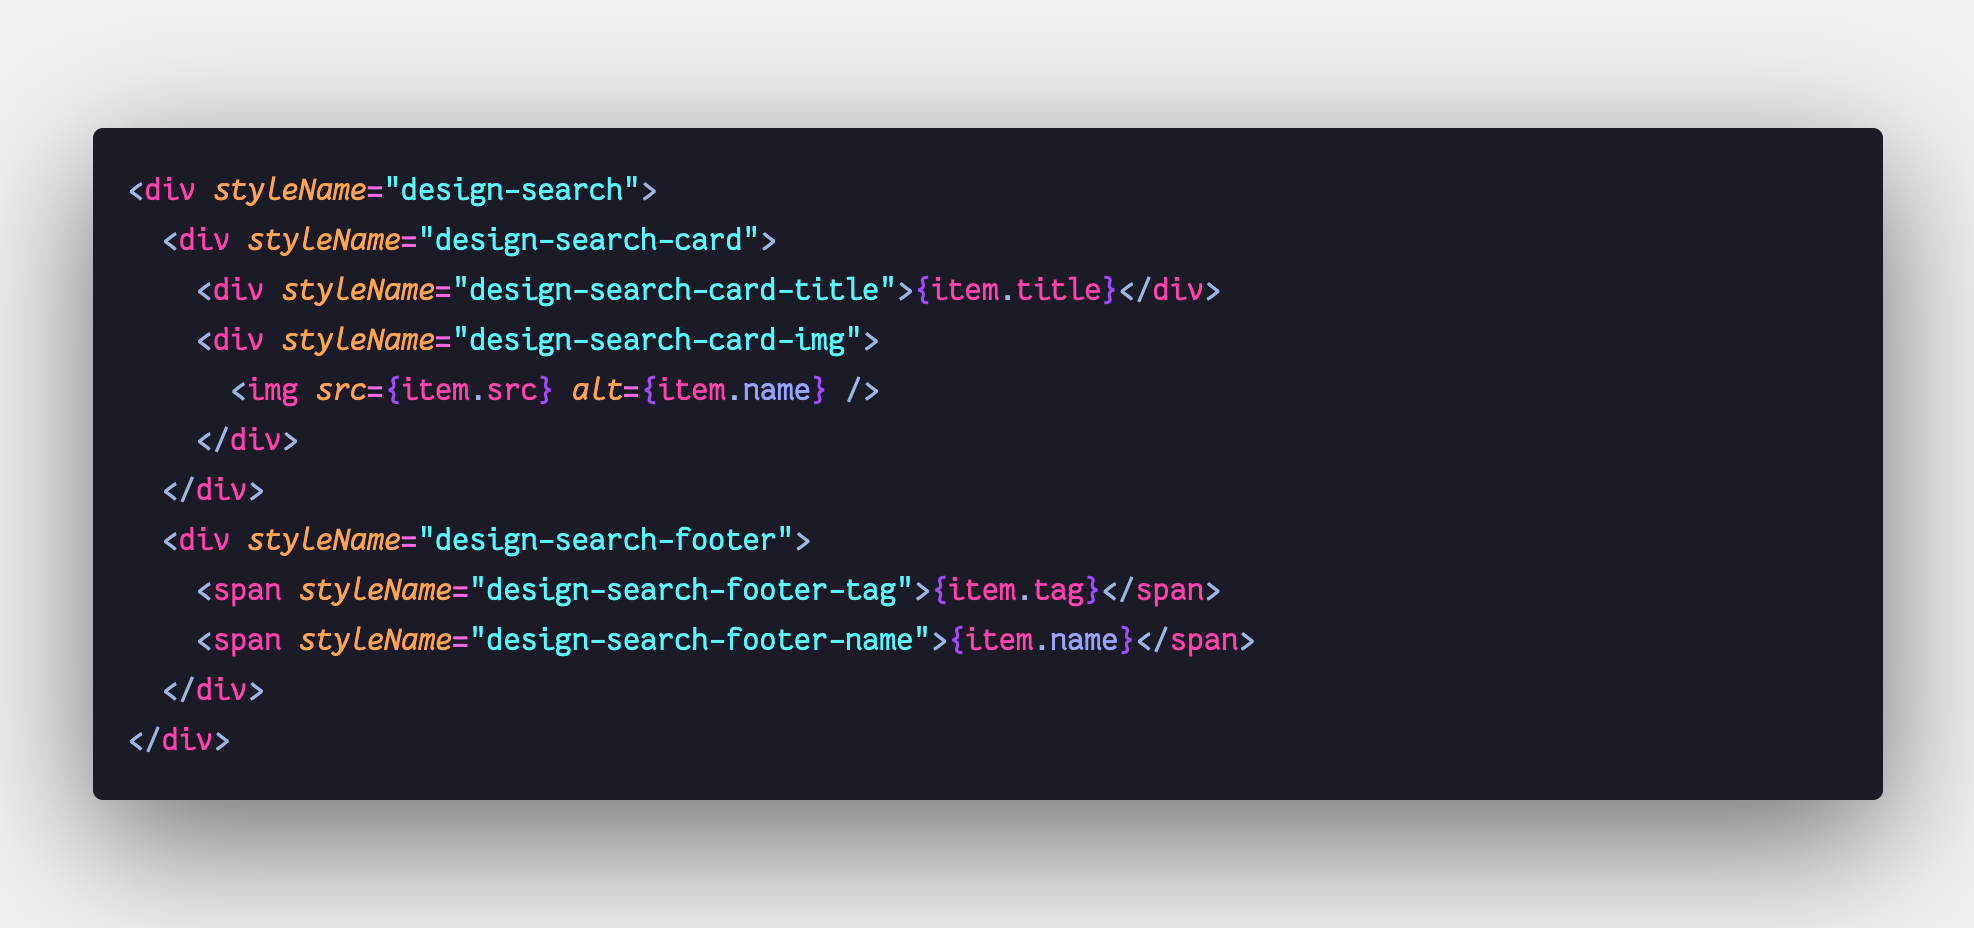 <div styleName="design-search">
  <div styleName="design-search-card">
    <div styleName="design-search-card-title">{item.title}</div>
    <div styleName="design-search-card-img">
      <img src={item.src} alt={item.name} />
    </div>
  </div>
  <div styleName="design-search-footer">
    <span styleName="design-search-footer-tag">{item.tag}</span>
    <span styleName="design-search-footer-name">{item.name}</span>
  </div>
</div>